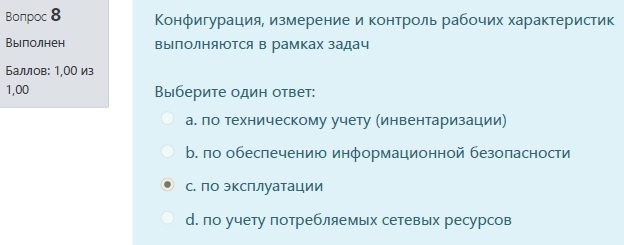 Вопрос 8
Выполнен
Баллов: 1,00 из
1,00
Конфигурация, измерение и контроль рабочих характеристик
выполняются в рамках задач
Выберите один ответ:
a. по техническому учету (инвентаризации)
b. по обеспечению информационной безопасности
c. по эксплуатации
d. по учету потребляемых сетевых ресурсов